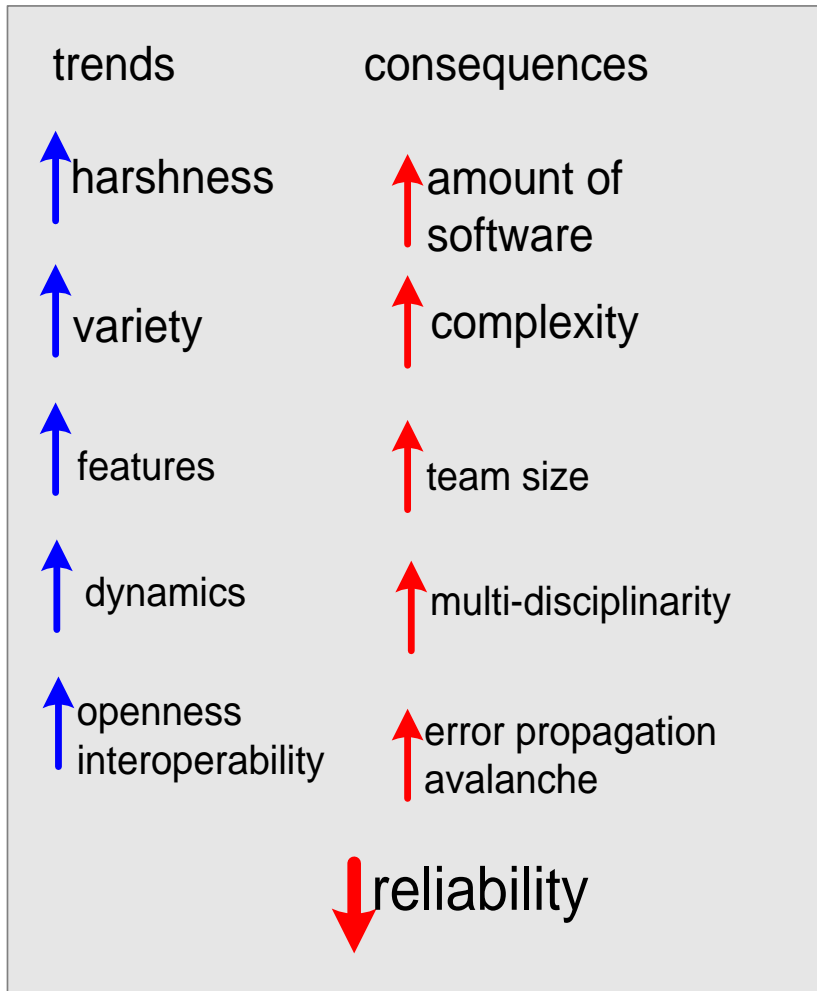 trends
consequences
harshness
amount of
software
variety
complexity
features
team size
dynamics
multi-disciplinarity
openness
interoperability
error propagation
avalanche
reliability